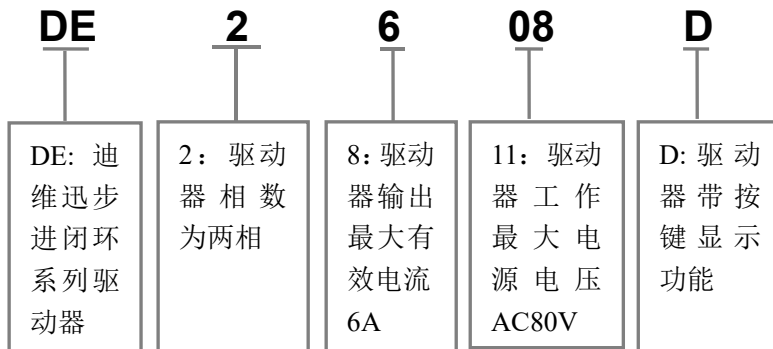 DE 2 6 08 D
DE: 迪
维迅步
进闭环
系列驱
动器
2：驱动
器相数
为两相
8：驱动
器输出
最大有
效电流
6A
11：驱动
器工作
最大电
源电压
AC80V
D: 驱动
器带按
键显示
功能